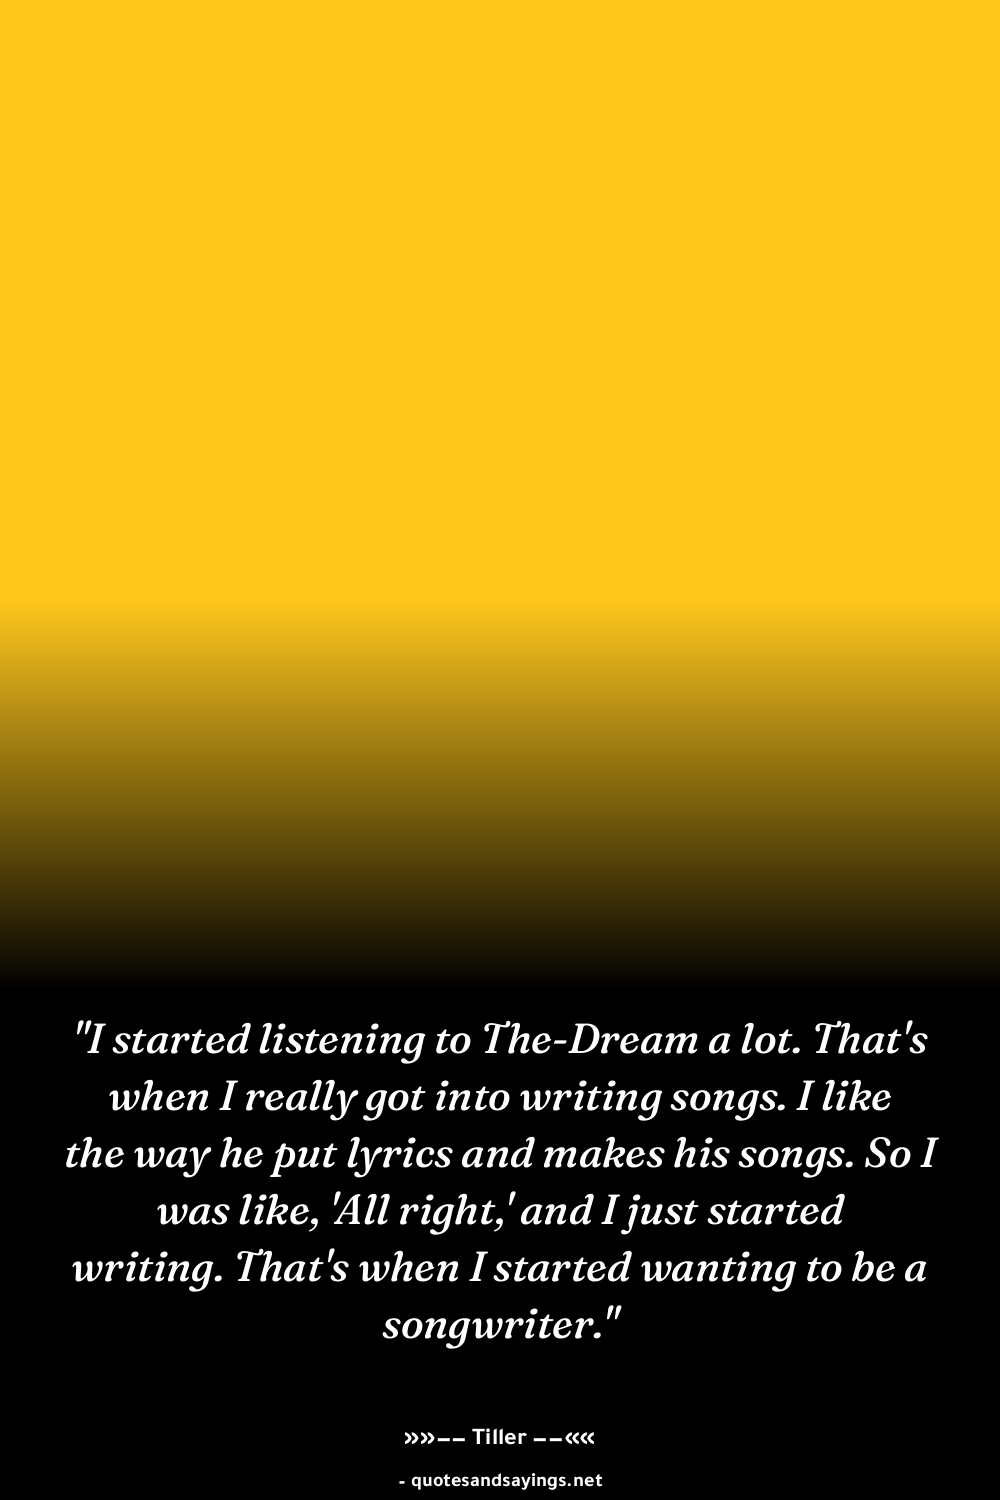 "I started listening to The-Dream a lot. That's
when I really got into writing songs. I like
the way he put lyrics and makes his songs. So I
was like, 'All right,' and I just started
writing. That's when I started wanting to be a
songwriter."
»»−− Tiller −−««
- quotesandsayings.net